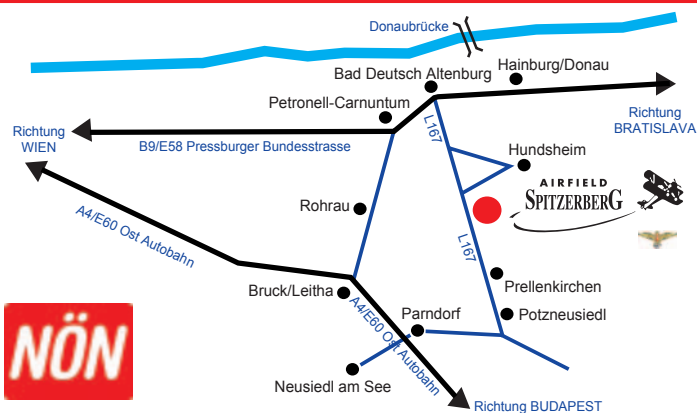 Donaubrücke
Hainburg/Donau
Bad Deutsch Altenburg
Petronell-Carnuntum
Richtung
WIEN
B9/E58 Pressburger Bundesstrasse
L167
Richtung
BRATISLAVA
Hundsheim
AIRFIELD
SPITZERBERG
Rohrau
A4/E60 Ost Autobahn
L167
Prellenkirchen
Bruck/Leitha
A4/E60 Ost Autobahn
Parndorf
Potzneusiedl
NÖN
Neusiedl am See
Richtung BUDAPEST